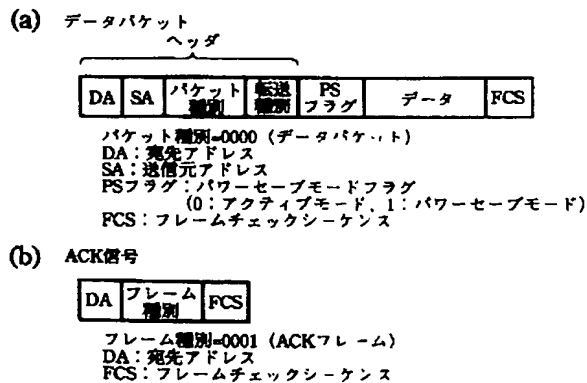 (a) データパケット
ヘッダ
DA SA パケット種別 転送種別 PSフラグ データ FCS
パケット種別=0000(データパケット)
DA:宛先アドレス
SA:送信元アドレス
PSフラグ:パワーセーブモードフラグ
(0:アクティブモード、1:パワーセーブモード)
FCS:フレームチェックシーケンス
(b) ACK信号
DA フレーム種別 FCS
フレーム種別=0001(ACKフレーム)
DA:宛先アドレス
FCS:フレームチェックシーケンス